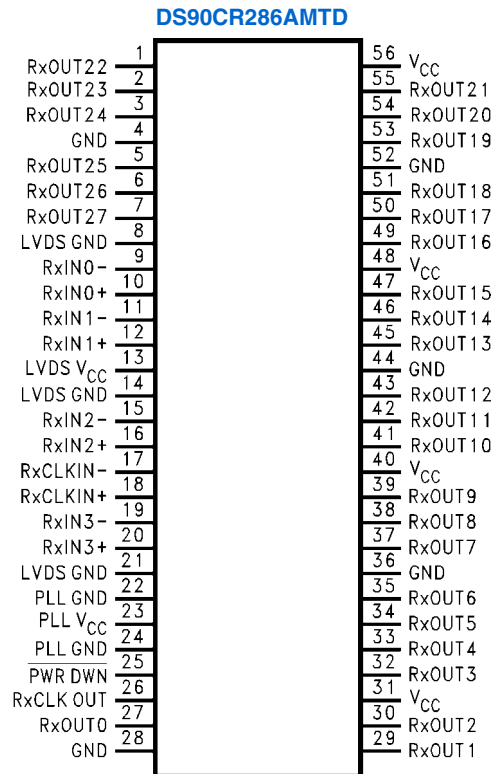 DS90CR286AMTD
RxOUT22 1
RxOUT23 2
RxOUT24 3
GND 4
RxOUT25 5
RxOUT26 6
RxOUT27 7
LVDS GND 8
RxIN0- 9
RxIN0+ 10
RxIN1- 11
RxIN1+ 12
LVDS VCC 13
LVDS GND 14
RxIN2- 15
RxIN2+ 16
RxCLKIN- 17
RxCLKIN+ 18
RxIN3- 19
RxIN3+ 20
LVDS GND 21
PLL GND 22
PLL VCC 23
PLL GND 24
PWR DWN 25
RxCLK OUT 26
RxOUT0 27
GND 28
56 VCC
55 RxOUT21
54 RxOUT20
53 RxOUT19
52 GND
51 RxOUT18
50 RxOUT17
49 RxOUT16
48 VCC
47 RxOUT15
46 RxOUT14
45 RxOUT13
44 GND
43 RxOUT12
42 RxOUT11
41 RxOUT10
40 VCC
39 RxOUT9
38 RxOUT8
37 RxOUT7
36 GND
35 RxOUT6
34 RxOUT5
33 RxOUT4
32 RxOUT3
31 VCC
30 RxOUT2
29 RxOUT1